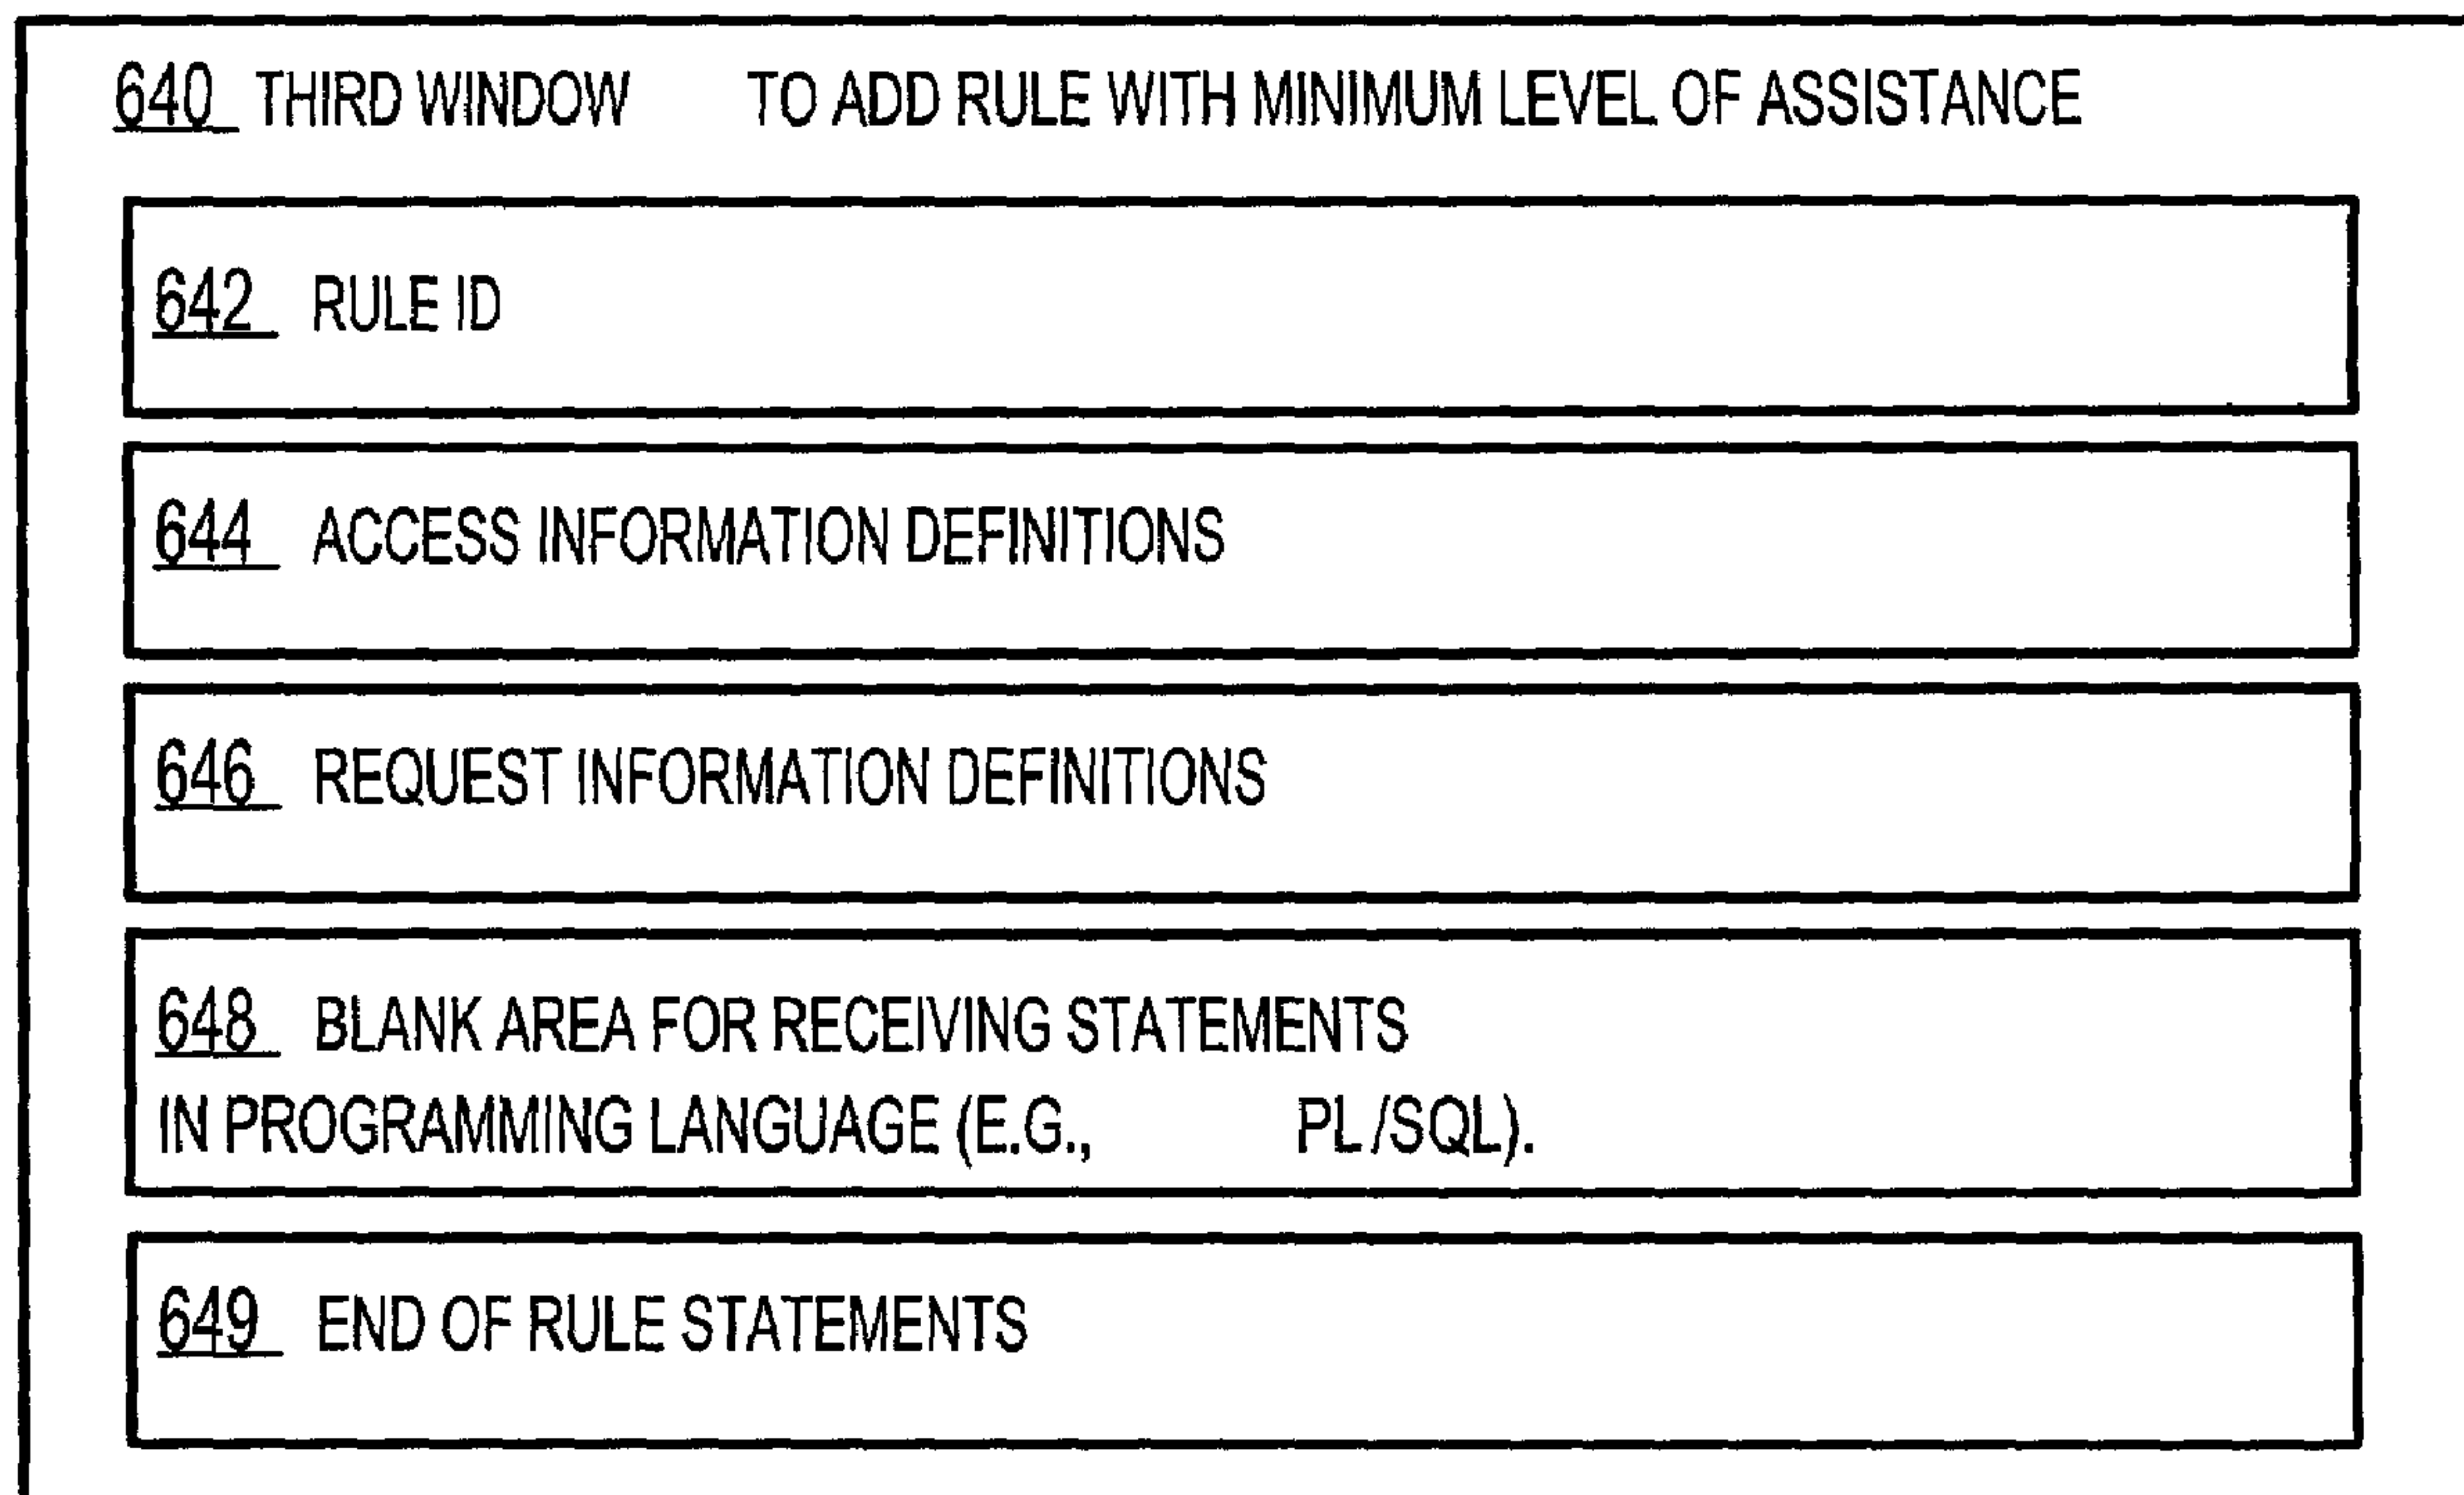 640 THIRD WINDOW TO ADD RULE WITH MINIMUM LEVEL OF ASSISTANCE
642 RULE ID
644 ACCESS INFORMATION DEFINITIONS
646 REQUEST INFORMATION DEFINITIONS
648 BLANK AREA FOR RECEIVING STATEMENTS
IN PROGRAMMING LANGUAGE (E.G., PL/SQL).
649 END OF RULE STATEMENTS